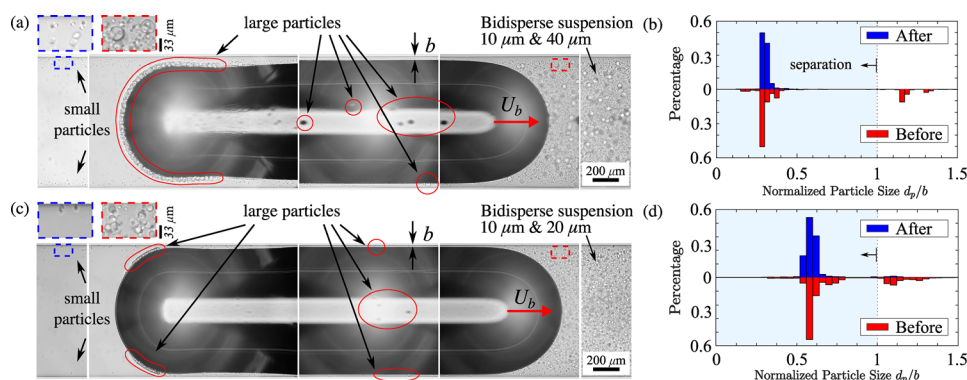 (a)
33 μm
large particles
b
Bidisperse suspension
10 μm & 40 μm
small
particles
U_b
200 μm
(b)
0.6
0.3
0
0.3
0.6
Percentage
After
separation
Before
0
0.5
1
1.5
Normalized Particle Size d_p/b
(c)
33 μm
large particles
b
Bidisperse suspension
10 μm & 20 μm
small
particles
U_b
200 μm
(d)
0.6
0.3
0
0.3
0.6
Percentage
After
Before
0
0.5
1
1.5
Normalized Particle Size d_p/b